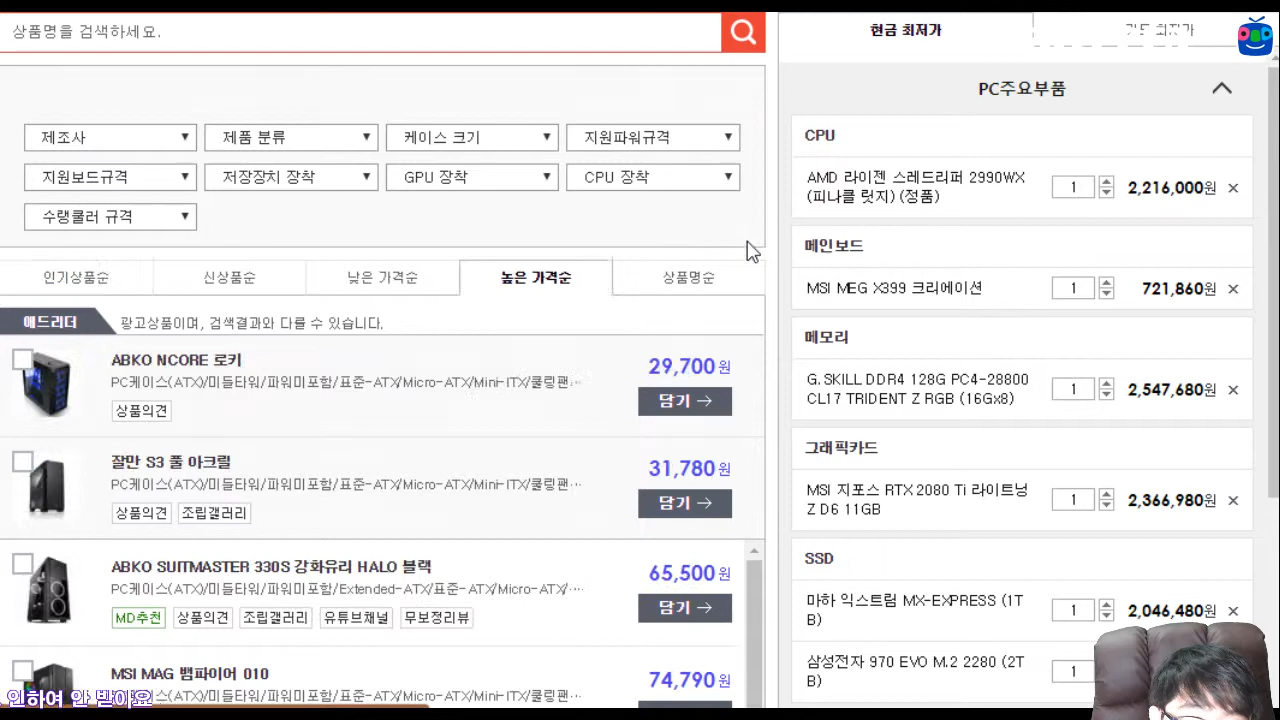 상품명을 검색하세요.
제조사 제품 분류 케이스 크기 지원파워규격
지원보드규격 저장장치 장착 GPU 장착 CPU 장착
수랭쿨러 규격
인기상품순 신상품순 낮은 가격순 높은 가격순 상품명순
애드리더 광고상품이며, 검색결과와 다를 수 있습니다.
ABKO NCORE 로키
PC케이스(ATX)/미들타워/파워미포함/표준-ATX/Micro-ATX/Mini-ITX/쿨링팬…
상품의견
29,700원
담기 →
잘만 S3 풀 아크릴
PC케이스(ATX)/미들타워/파워미포함/표준-ATX/Micro-ATX/Mini-ITX/쿨링팬…
상품의견 조립갤러리
31,780원
담기 →
ABKO SUITMASTER 330S 강화유리 HALO 블랙
PC케이스(ATX)/미들타워/파워미포함/Extended-ATX/표준-ATX/Micro-ATX/…
MD추천 상품의견 조립갤러리 유튜브채널 무보정리뷰
65,500원
담기 →
MSI MAG 뱀파이어 010
(ATX)/미들타워/파워미포함/표준-ATX/Micro-ATX/Mini-ITX/쿨링팬…
74,790원
인하여 안 받아요
현금 최저가
PC주요부품
CPU
AMD 라이젠 스레드리퍼 2990WX
(피나클 릿지) (정품)
1 2,216,000원 ×
메인보드
MSI MEG X399 크리에이션 1 721,860원 ×
메모리
G.SKILL DDR4 128G PC4-28800
CL17 TRIDENT Z RGB (16Gx8)
1 2,547,680원 ×
그래픽카드
MSI 지포스 RTX 2080 Ti 라이트닝
Z D6 11GB
1 2,366,980원 ×
SSD
마하 익스트림 MX-EXPRESS (1T
B)
1 2,046,480원 ×
삼성전자 970 EVO M.2 2280 (2T
B)
1